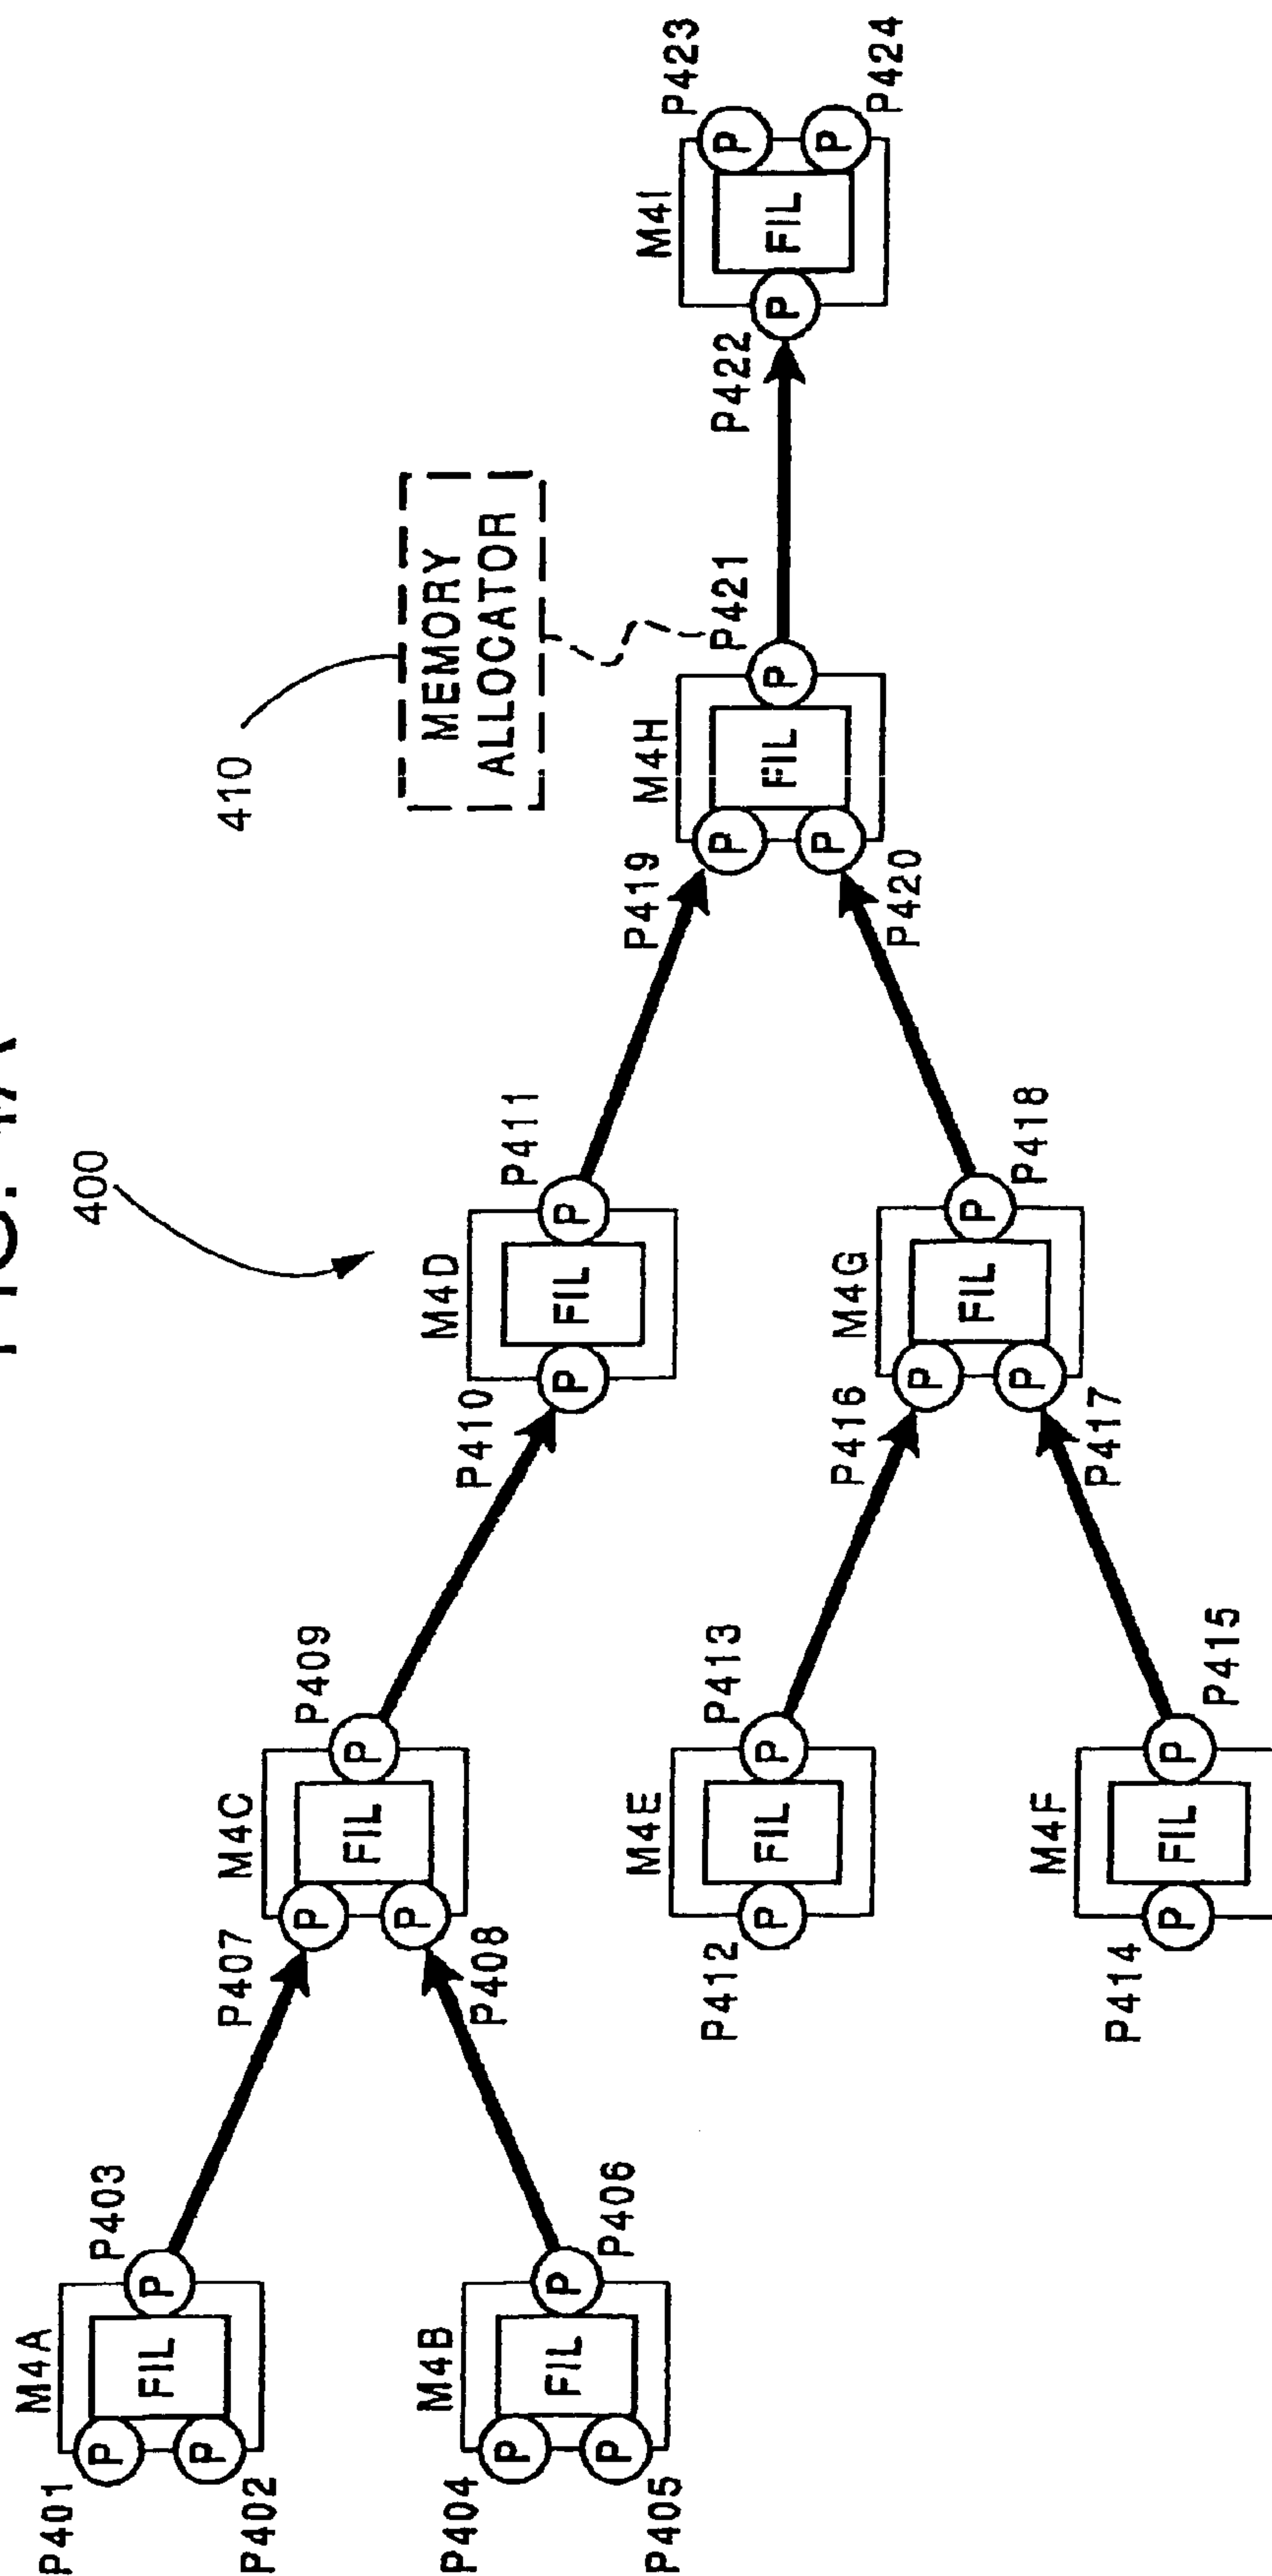 FIG. 4A
400
410
MEMORY
ALLOCATOR
M4A
FIL
P
P
P
P401
P402
P403
M4B
FIL
P
P
P
P404
P405
P406
M4C
FIL
P
P
P
P407
P408
P409
M4D
FIL
P
P
P410
P411
M4E
FIL
P
P
P412
P413
M4F
FIL
P
P
P414
P415
M4G
FIL
P
P
P
P416
P417
P418
M4H
FIL
P
P
P
P419
P420
P421
M4I
FIL
P
P
P
P422
P423
P424